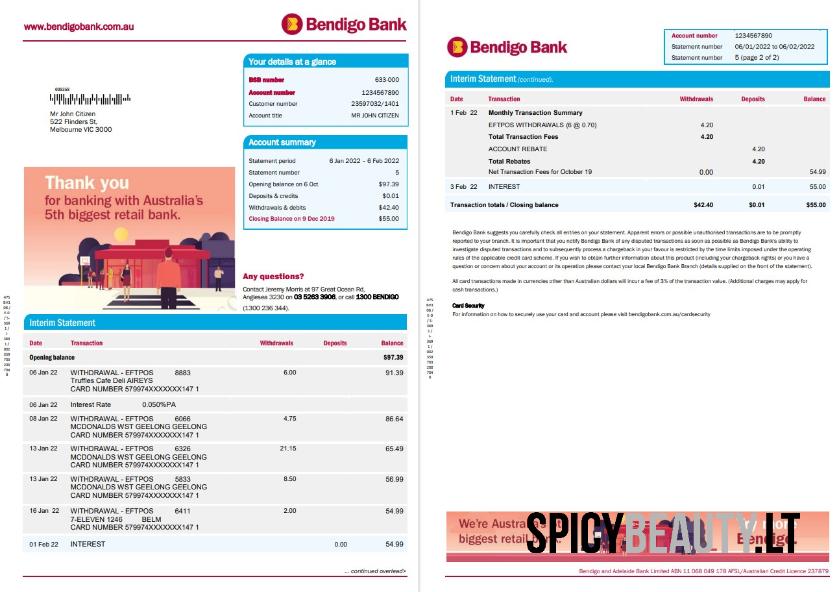 www.bendigobank.com.au
Bendigo Bank
Your details at a glance
BSB number 633-000
Account number 1234567890
Customer number 23597032/1401
Account title MR JOHN CITIZEN
Mr John Citizen
522 Flinders St,
Melbourne VIC 3000
Account summary
Statement period 6 Jan 2022 - 6 Feb 2022
Statement number 5
Opening balance on 6 Oct $97.39
Deposits & credits $0.01
Withdrawals & debits $42.40
Closing Balance on 9 Dec 2019 $55.00
Thank you
for banking with Australia's
5th biggest retail bank.
Any questions?
Contact Jeremy Morris at 97 Great Ocean Rd,
Anglesea 3230 on 03 5263 3906, or call 1300 BENDIGO
(1300 236 344).
Interim Statement
Date Transaction Withdrawals Deposits Balance
Opening balance $97.39
06 Jan 22 WITHDRAWAL - EFTPOS 8883 6.00 91.39
Truffles Cafe Deli AIREYS
CARD NUMBER 579974XXXXXXX147 1
06 Jan 22 Interest Rate 0.050%PA
08 Jan 22 WITHDRAWAL - EFTPOS 6066 4.75 86.64
MCDONALDS WST GEELONG GEELONG
CARD NUMBER 579974XXXXXXX147 1
13 Jan 22 WITHDRAWAL - EFTPOS 6326 21.15 65.49
MCDONALDS WST GEELONG GEELONG
CARD NUMBER 579974XXXXXXX147 1
13 Jan 22 WITHDRAWAL - EFTPOS 5833 8.50 56.99
MCDONALDS WST GEELONG GEELONG
CARD NUMBER 579974XXXXXXX147 1
16 Jan 22 WITHDRAWAL - EFTPOS 6411 2.00 54.99
7-ELEVEN 1246 BELM
CARD NUMBER 579974XXXXXXX147 1
01 Feb 22 INTEREST 0.00 54.99
... continued overleaf>
Bendigo Bank
Account number 1234567890
Statement number 06/01/2022 to 06/02/2022
Statement number 5 (page 2 of 2)
Interim Statement (continued).
Date Transaction Withdrawals Deposits Balance
1 Feb 22 Monthly Transaction Summary
EFTPOS WITHDRAWALS (6 @ 0.70) 4.20
Total Transaction Fees 4.20
ACCOUNT REBATE 4.20
Total Rebates 4.20
Net Transaction Fees for October 19 0.00 54.99
3 Feb 22 INTEREST 0.01 55.00
Transaction totals / Closing balance $42.40 $0.01 $55.00
Bendigo Bank suggests you carefully check all entries on your statement. Apparent errors or possible unauthorised transactions are to be promptly
reported to your branch. It is important that you notify Bendigo Bank of any disputed transactions as soon as possible as Bendigo Bank's ability to
investigate disputed transactions and to subsequently process a chargeback in your favour is restricted by the time limits imposed under the operating
rules of the applicable credit card scheme. If you wish to obtain further information about this product (including your chargeback rights) or you have a
question or concern about your account or its operation please contact your local Bendigo Bank Branch (details supplied on the front of the statement).
All card transactions made in currencies other than Australian dollars will incur a fee of 3% of the transaction value. (Additional charges may apply for
cash transactions.)
Card Security
For information on how to securely use your card and account please visit bendigobank.com.au/cardsecurity
We're
biggest retail
SPICYBEAUTY.LT
Bendigo and Adelaide Bank Limited ABN 11 068 049 178 AFSL/Australian Credit Licence 237879